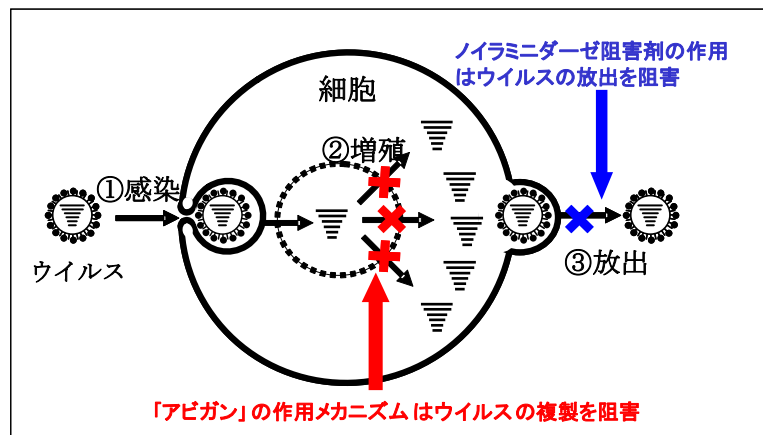 ノイラミニダーゼ阻害剤の作用
はウイルスの放出を阻害
細胞
②増殖
①感染
ウイルス
③放出
「アビガン」の作用メカニズムはウイルスの複製を阻害